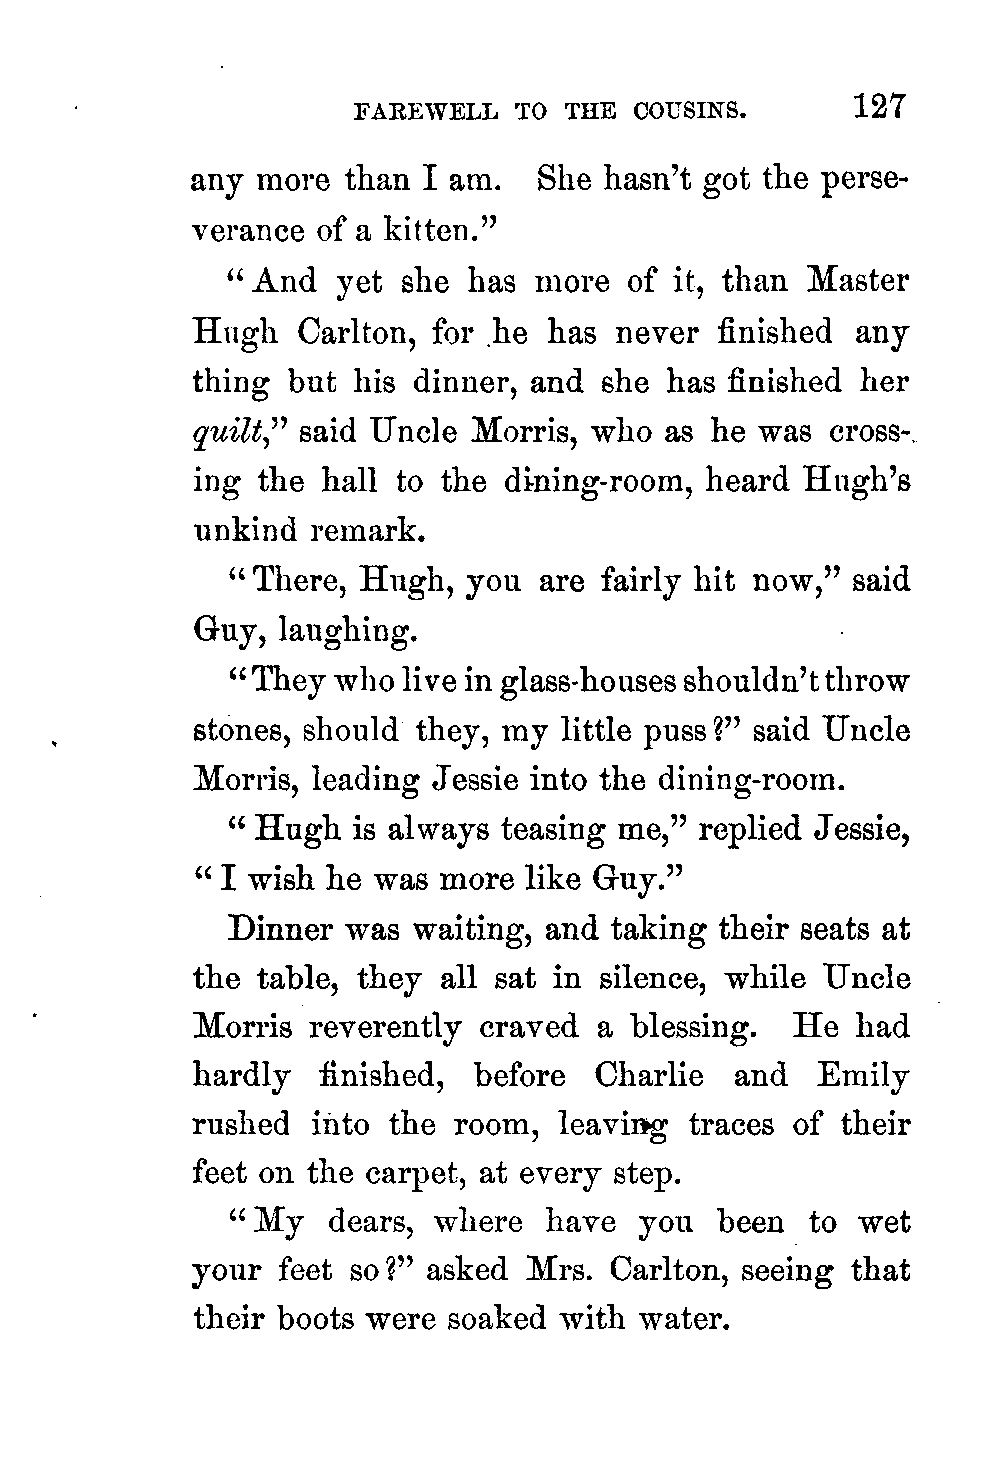 FAREWELL TO THE COUSINS. 127
any more than I am. She hasn't got the perse-
verance of a kitten."
"And yet she has more of it, than Master
Hugh Carlton, for he has never finished any
thing but his dinner, and she has finished her
quilt," said Uncle Morris, who as he was cross-
ing the hall to the dining-room, heard Hugh's
unkind remark.
"There, Hugh, you are fairly hit now," said
Guy, laughing.
"They who live in glass-houses shouldn't throw
stones, should they, my little puss?" said Uncle
Morris, leading Jessie into the dining-room.
"Hugh is always teasing me," replied Jessie,
"I wish he was more like Guy."
Dinner was waiting, and taking their seats at
the table, they all sat in silence, while Uncle
Morris reverently craved a blessing. He had
hardly finished, before Charlie and Emily
rushed into the room, leaving traces of their
feet on the carpet, at every step.
"My dears, where have you been to wet
your feet so?" asked Mrs. Carlton, seeing that
their boots were soaked with water.